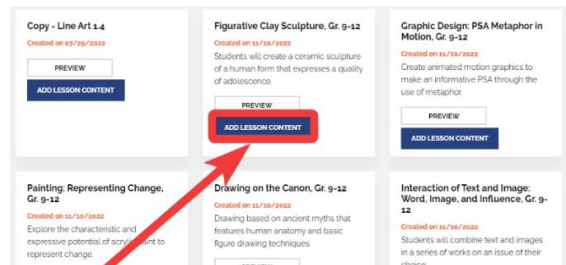 Copy - Line Art 1.4
Created on 07/29/2022
PREVIEW
ADD LESSON CONTENT
Figurative Clay Sculpture, Gr. 9-12
Created on 11/10/2022
Students will create a ceramic sculpture
of a human form that expresses a quality
of adolescence.
PREVIEW
ADD LESSON CONTENT
Graphic Design: PSA Metaphor in
Motion, Gr. 9-12
Created on 11/10/2022
Create animated motion graphics to
make an informative PSA through the
use of metaphor.
PREVIEW
ADD LESSON CONTENT
Painting: Representing Change,
Gr. 9-12
Created on 11/10/2022
Explore the characteristic and
expressive potential of to
represent change.
Drawing on the Canon, Gr. 9-12
Created on 11/10/2022
Drawing based on ancient myths that
features human anatomy and basic
figure drawing techniques.
Interaction of Text and Image:
Word, Image, and Influence, Gr. 9-
12
Created on 11/10/2022
Students will combine text and images
in a series of works on an issue of their